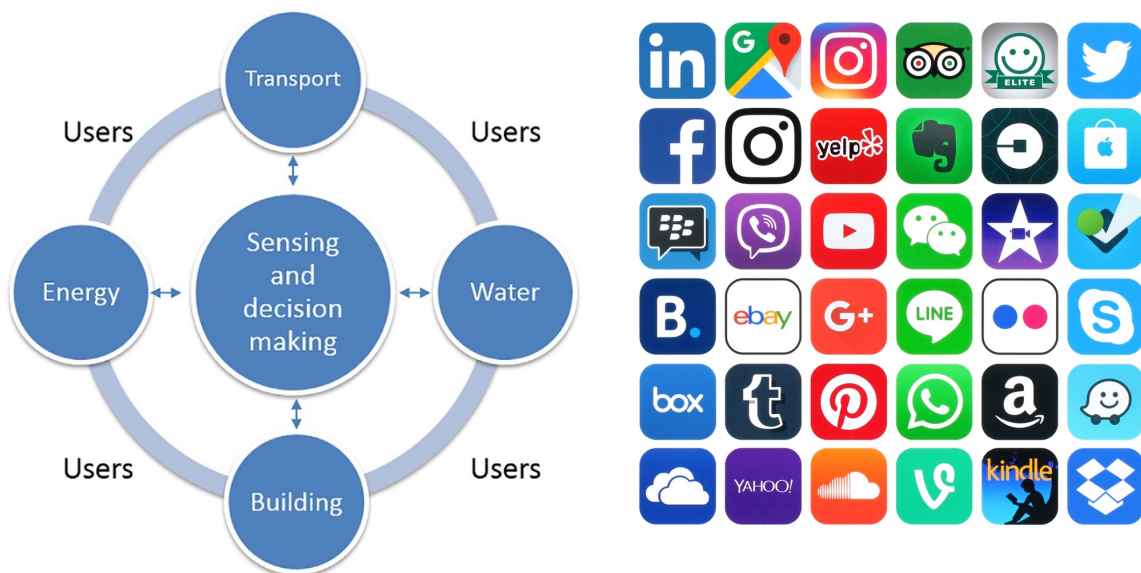 Transport
Users
Users
Sensing
and
decision
making
Energy
Water
Users
Users
Building
in
G
ELITE
f
yelp
B.
ebay
G+
LINE
S
box
t
a
YAHOO!
kindle